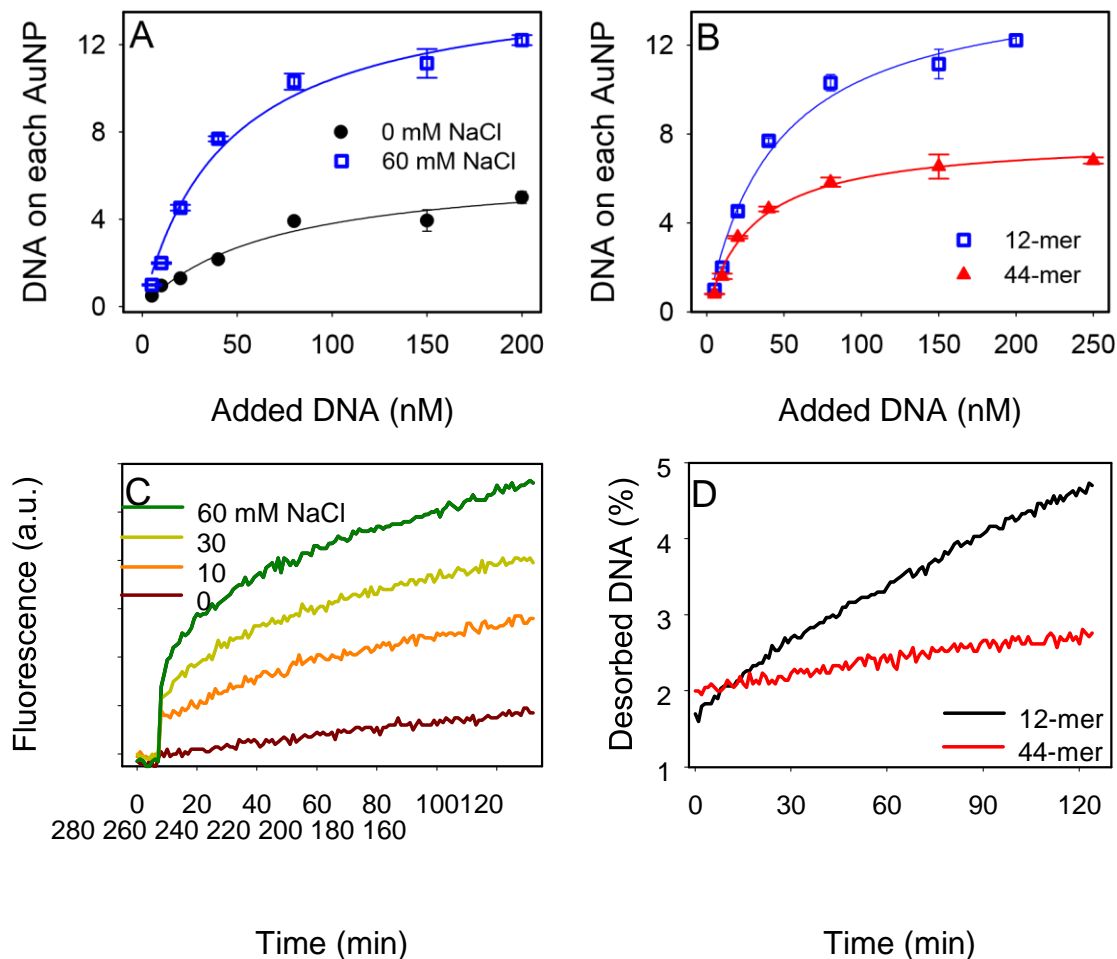 A
DNA on each AuNP
12
8
4
0
0 mM NaCl
60 mM NaCl
0 50 100 150 200
Added DNA (nM)
B
DNA on each AuNP
12
8
4
0
12-mer
44-mer
0 50 100 150 200 250
Added DNA (nM)
C
Fluorescence (a.u.)
60 mM NaCl
30
10
0
0 20 40 60 80 100120
280 260 240 220 200 180 160
Time (min)
D
Desorbed DNA (%)
5
4
3
2
1
12-mer
44-mer
0 30 60 90 120
Time (min)